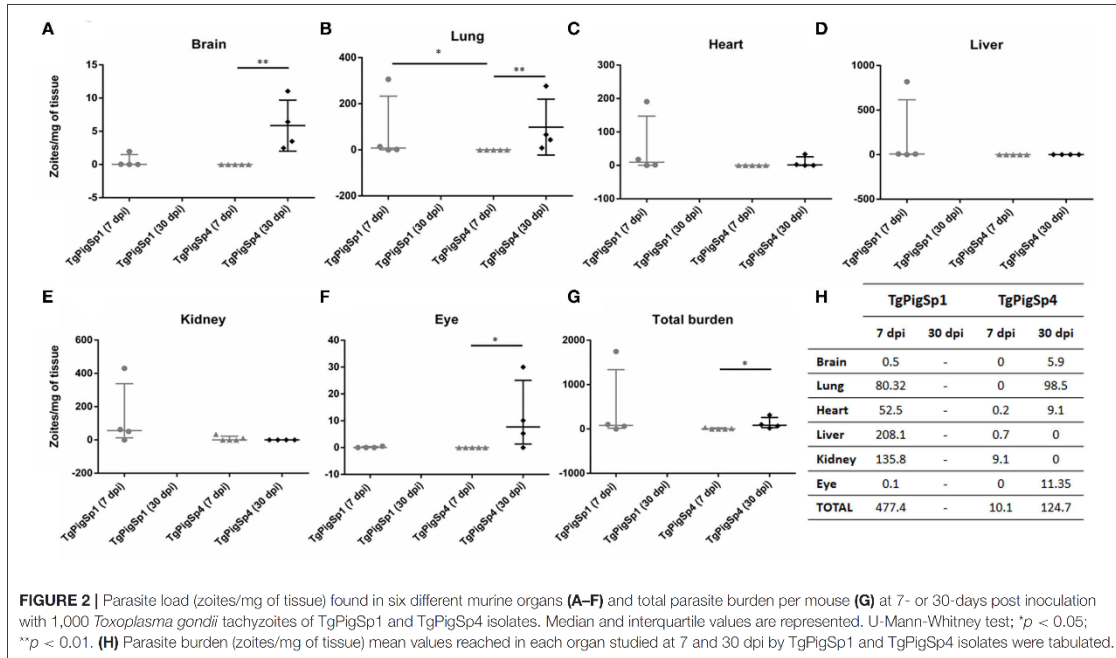 A
Brain
Zoites/mg of tissue
15
10
5
0
-5
**
TgPigSp1 (7 dpi)
TgPigSp1 (30 dpi)
TgPigSp4 (7 dpi)
TgPigSp4 (30 dpi)
B
Lung
400
200
0
-200
*
**
TgPigSp1 (7 dpi)
TgPigSp1 (30 dpi)
TgPigSp4 (7 dpi)
TgPigSp4 (30 dpi)
C
Heart
300
200
100
0
-100
TgPigSp1 (7 dpi)
TgPigSp1 (30 dpi)
TgPigSp4 (7 dpi)
TgPigSp4 (30 dpi)
D
Liver
1000
500
0
-500
TgPigSp1 (7 dpi)
TgPigSp1 (30 dpi)
TgPigSp4 (7 dpi)
TgPigSp4 (30 dpi)
E
Kidney
Zoites/mg of tissue
600
400
200
0
-200
TgPigSp1 (7 dpi)
TgPigSp1 (30 dpi)
TgPigSp4 (7 dpi)
TgPigSp4 (30 dpi)
F
Eye
40
30
20
10
0
-10
*
TgPigSp1 (7 dpi)
TgPigSp1 (30 dpi)
TgPigSp4 (7 dpi)
TgPigSp4 (30 dpi)
G
Total burden
2000
1000
0
-1000
*
TgPigSp1 (7 dpi)
TgPigSp1 (30 dpi)
TgPigSp4 (7 dpi)
TgPigSp4 (30 dpi)
H
TgPigSp1 TgPigSp4
7 dpi 30 dpi 7 dpi 30 dpi
Brain 0.5 - 0 5.9
Lung 80.32 - 0 98.5
Heart 52.5 - 0.2 9.1
Liver 208.1 - 0.7 0
Kidney 135.8 - 9.1 0
Eye 0.1 - 0 11.35
TOTAL 477.4 - 10.1 124.7
FIGURE 2 | Parasite load (zoites/mg of tissue) found in six different murine organs (A–F) and total parasite burden per mouse (G) at 7- or 30-days post inoculation
with 1,000 Toxoplasma gondii tachyzoites of TgPigSp1 and TgPigSp4 isolates. Median and interquartile values are represented. U-Mann-Whitney test; *p < 0.05;
**p < 0.01. (H) Parasite burden (zoites/mg of tissue) mean values reached in each organ studied at 7 and 30 dpi by TgPigSp1 and TgPigSp4 isolates were tabulated.